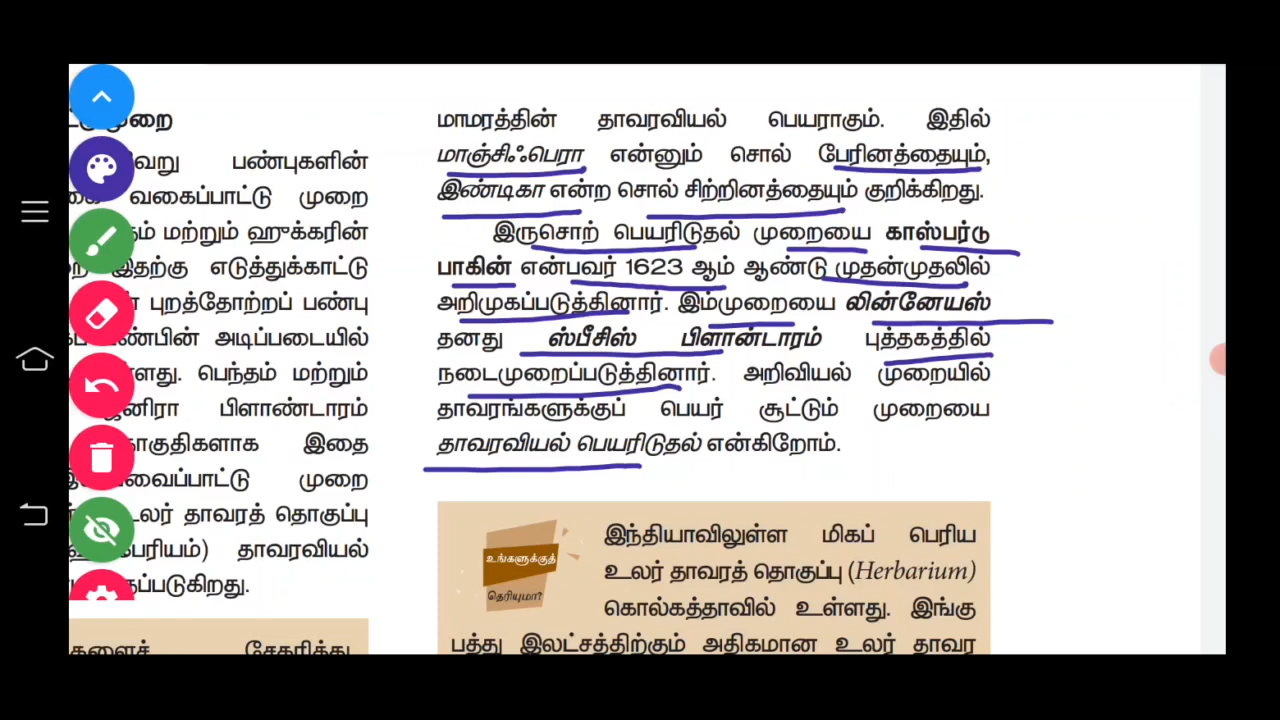 முறை
பண்புகளின்
வகைப்பாட்டு முறை
மற்றும் ஹுக்கரின்
இதற்கு எடுத்துக்காட்டு
புறத்தோற்றப் பண்பு
அடிப்படையில்
பெந்தம் மற்றும்
பிளாண்டாரம்
இதை
முறை
உலர் தாவரத் தொகுப்பு
தாவரவியல்
சேகரித்து
மாமரத்தின் தாவரவியல் பெயராகும். இதில்
மாஞ்சிஃபெரா என்னும் சொல் பேரினத்தையும்,
இண்டிகா என்ற சொல் சிற்றினத்தையும் குறிக்கிறது.
இருசொற் பெயரிடுதல் முறையை காஸ்பர்டு
பாகின் என்பவர் 1623 ஆம் ஆண்டு முதன்முதலில்
அறிமுகப்படுத்தினார். இம்முறையை லின்னேயஸ்
தனது ஸ்பீசிஸ் பிளான்டாரம் புத்தகத்தில்
நடைமுறைப்படுத்தினார். அறிவியல் முறையில்
தாவரங்களுக்குப் பெயர் சூட்டும் முறையை
தாவரவியல் பெயரிடுதல் என்கிறோம்.
உங்களுக்குத்
தெரியுமா?
இந்தியாவிலுள்ள மிகப் பெரிய
உலர் தாவரத் தொகுப்பு (Herbarium)
கொல்கத்தாவில் உள்ளது. இங்கு
பத்து இலட்சத்திற்கும் அதிகமான உலர் தாவர